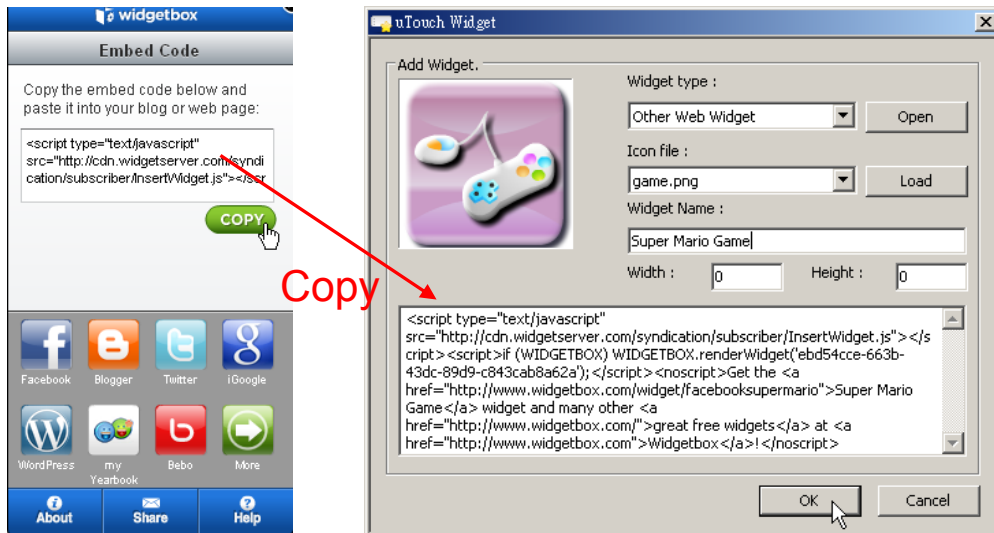 widgetbox
Embed Code
Copy the embed code below and
paste it into your blog or web page:
<script type="text/javascript"
src="http://cdn.widgetserver.com/syndi
cation/subscriber/InsertWidget.js"></scr
COPY
Copy
Facebook Blogger Twitter iGoogle
WordPress my Yearbook Bebo More
About Share Help
uTouch Widget
Add Widget.
Widget type :
Other Web Widget Open
Icon file :
game.png Load
Widget Name :
Super Mario Game
Width : 0 Height : 0
<script type="text/javascript"
src="http://cdn.widgetserver.com/syndication/subscriber/InsertWidget.js"></s
cript><script>if (WIDGETBOX) WIDGETBOX.renderWidget('ebd54cce-663b-
43dc-89d9-c843cab8a62a');</script><noscript>Get the <a
href="http://www.widgetbox.com/widget/facebooksupermario">Super Mario
Game</a> widget and many other <a
href="http://www.widgetbox.com/">great free widgets</a> at <a
href="http://www.widgetbox.com">Widgetbox</a>!</noscript>
OK Cancel